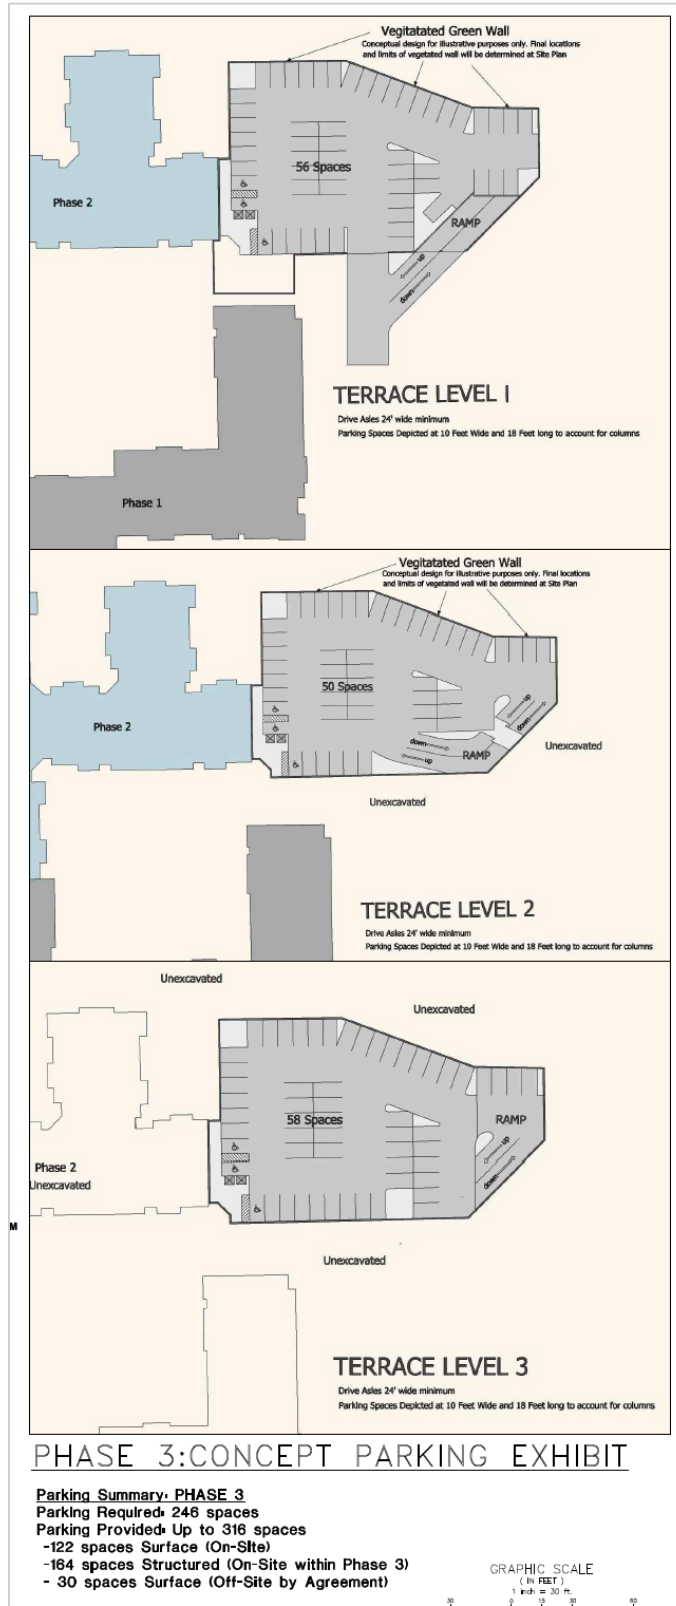 Vegitatated Green Wall
Conceptual design for illustrative purposes only. Final locations
and limits of vegetated wall will be determined at Site Plan
56 Spaces
Phase 2
RAMP
up
down
TERRACE LEVEL 1
Drive Asles 24' wide minimum
Parking Spaces Depicted at 10 Feet Wide and 18 Feet long to account for columns
Phase 1
Vegitatated Green Wall
Conceptual design for illustrative purposes only. Final locations
and limits of vegetated wall will be determined at Site Plan
50 Spaces
up
down
Phase 2
down
up
RAMP
Unexcavated
Unexcavated
TERRACE LEVEL 2
Drive Asles 24' wide minimum
Parking Spaces Depicted at 10 Feet Wide and 18 Feet long to account for columns
Unexcavated
Unexcavated
58 Spaces
RAMP
up
down
Phase 2
Unexcavated
M
Unexcavated
TERRACE LEVEL 3
Drive Asles 24' wide minimum
Parking Spaces Depicted at 10 Feet Wide and 18 Feet long to account for columns
PHASE 3:CONCEPT PARKING EXHIBIT
Parking Summary: PHASE 3
Parking Required: 246 spaces
Parking Provided: Up to 316 spaces
-122 spaces Surface (On-Site)
-164 spaces Structured (On-Site within Phase 3)
- 30 spaces Surface (Off-Site by Agreement)
GRAPHIC SCALE
( IN FEET )
1 inch = 30 ft.
30 0 15 30 60